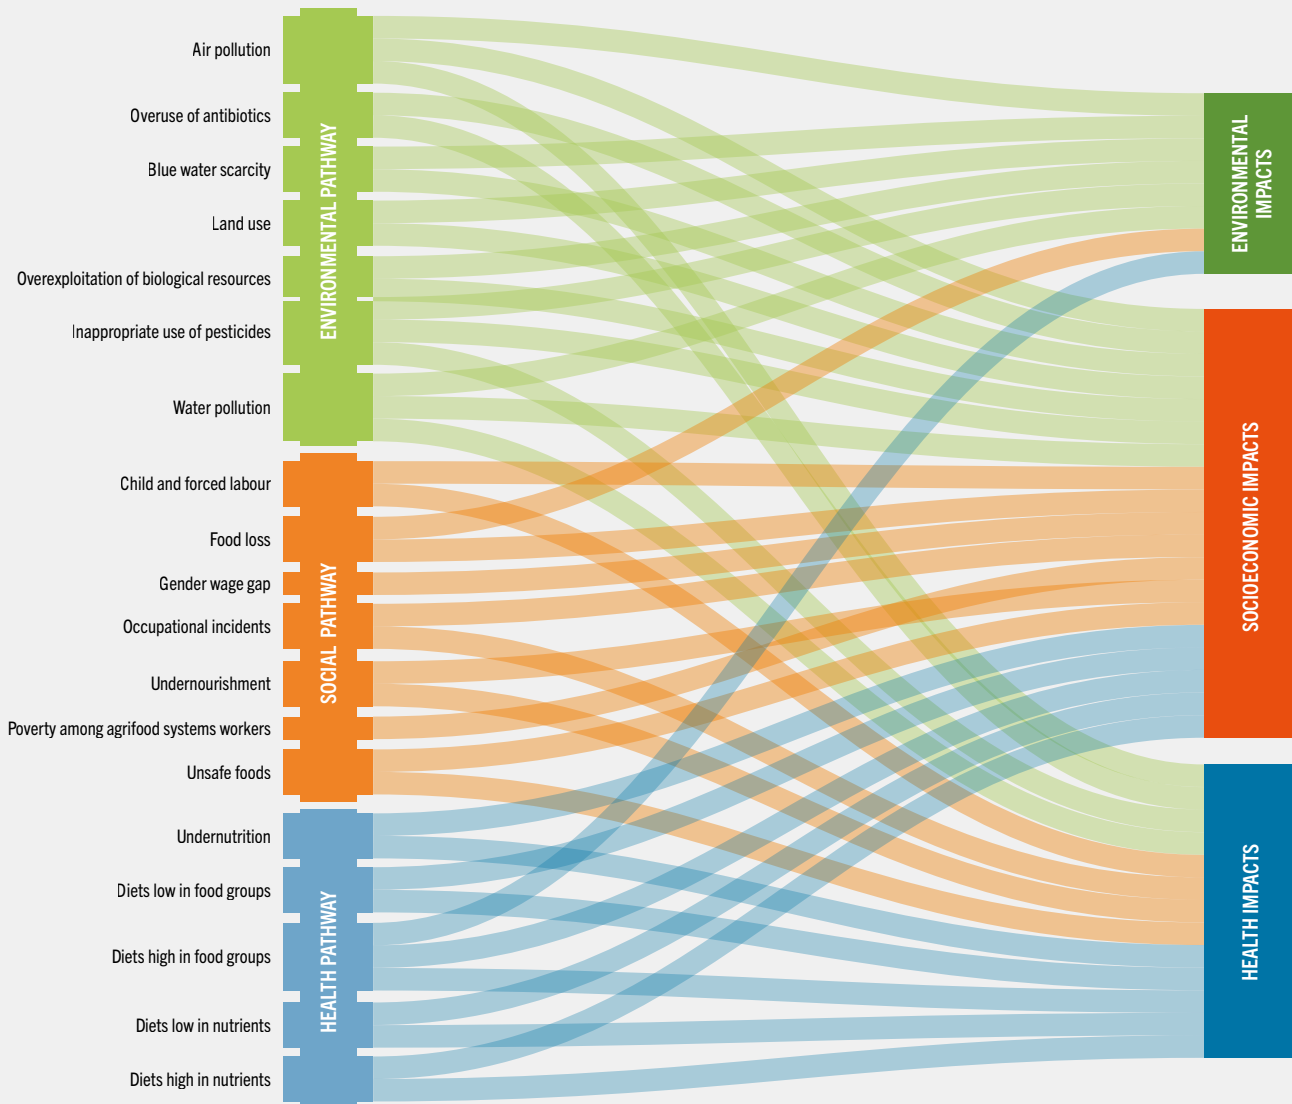 Air pollution
Overuse of antibiotics
Blue water scarcity
Land use
Overexploitation of biological resources
Inappropriate use of pesticides
Water pollution
ENVIRONMENTAL PATHWAY
Child and forced labour
Food loss
Gender wage gap
Occupational incidents
Undernourishment
Poverty among agrifood systems workers
Unsafe foods
SOCIAL PATHWAY
Undernutrition
Diets low in food groups
Diets high in food groups
Diets low in nutrients
Diets high in nutrients
HEALTH PATHWAY
ENVIRONMENTAL
IMPACTS
SOCIOECONOMIC IMPACTS
HEALTH IMPACTS